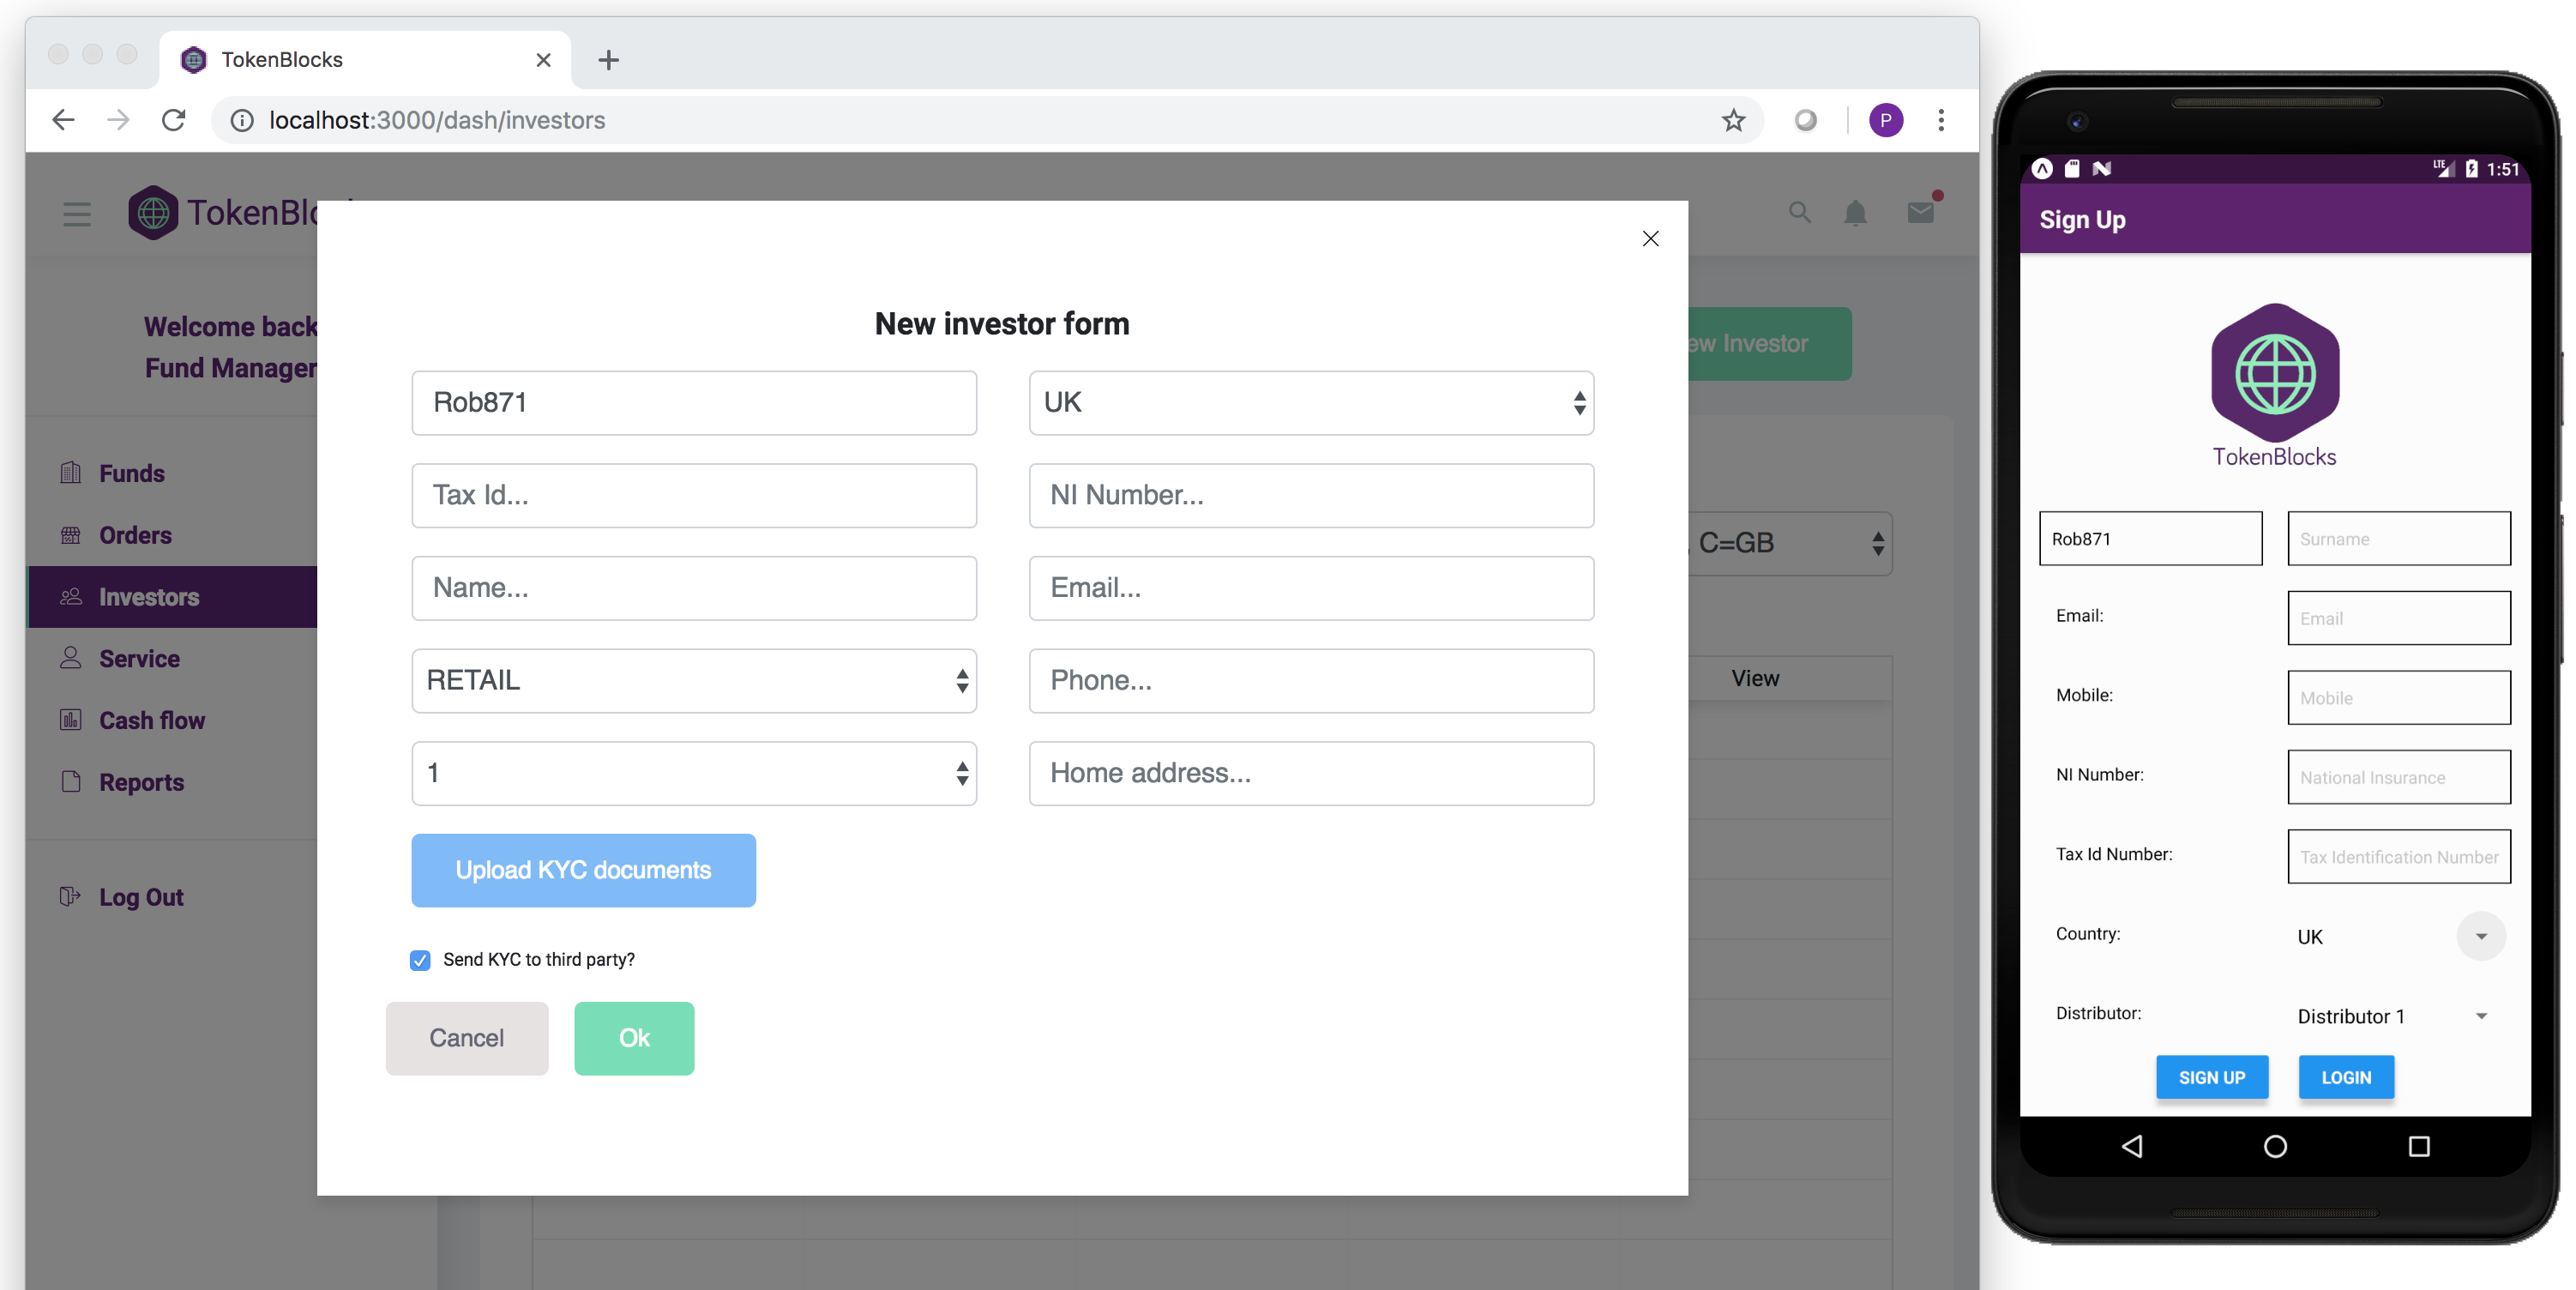 TokenBlocks
localhost:3000/dash/investors
P
TokenBlo
Welcome back
Fund Manager
Funds
Orders
Investors
Service
Cash flow
Reports
Log Out
New investor form
Rob871
UK
Tax Id...
NI Number...
Name...
Email...
RETAIL
Phone...
1
Home address...
Upload KYC documents
Send KYC to third party?
Cancel
Ok
ew Investor
, C=GB
View
LTE
1:51
Sign Up
TokenBlocks
Rob871
Surname
Email:
Email
Mobile:
Mobile
NI Number:
National Insurance
Tax Id Number:
Tax Identification Number
Country:
UK
Distributor:
Distributor 1
SIGN UP
LOGIN